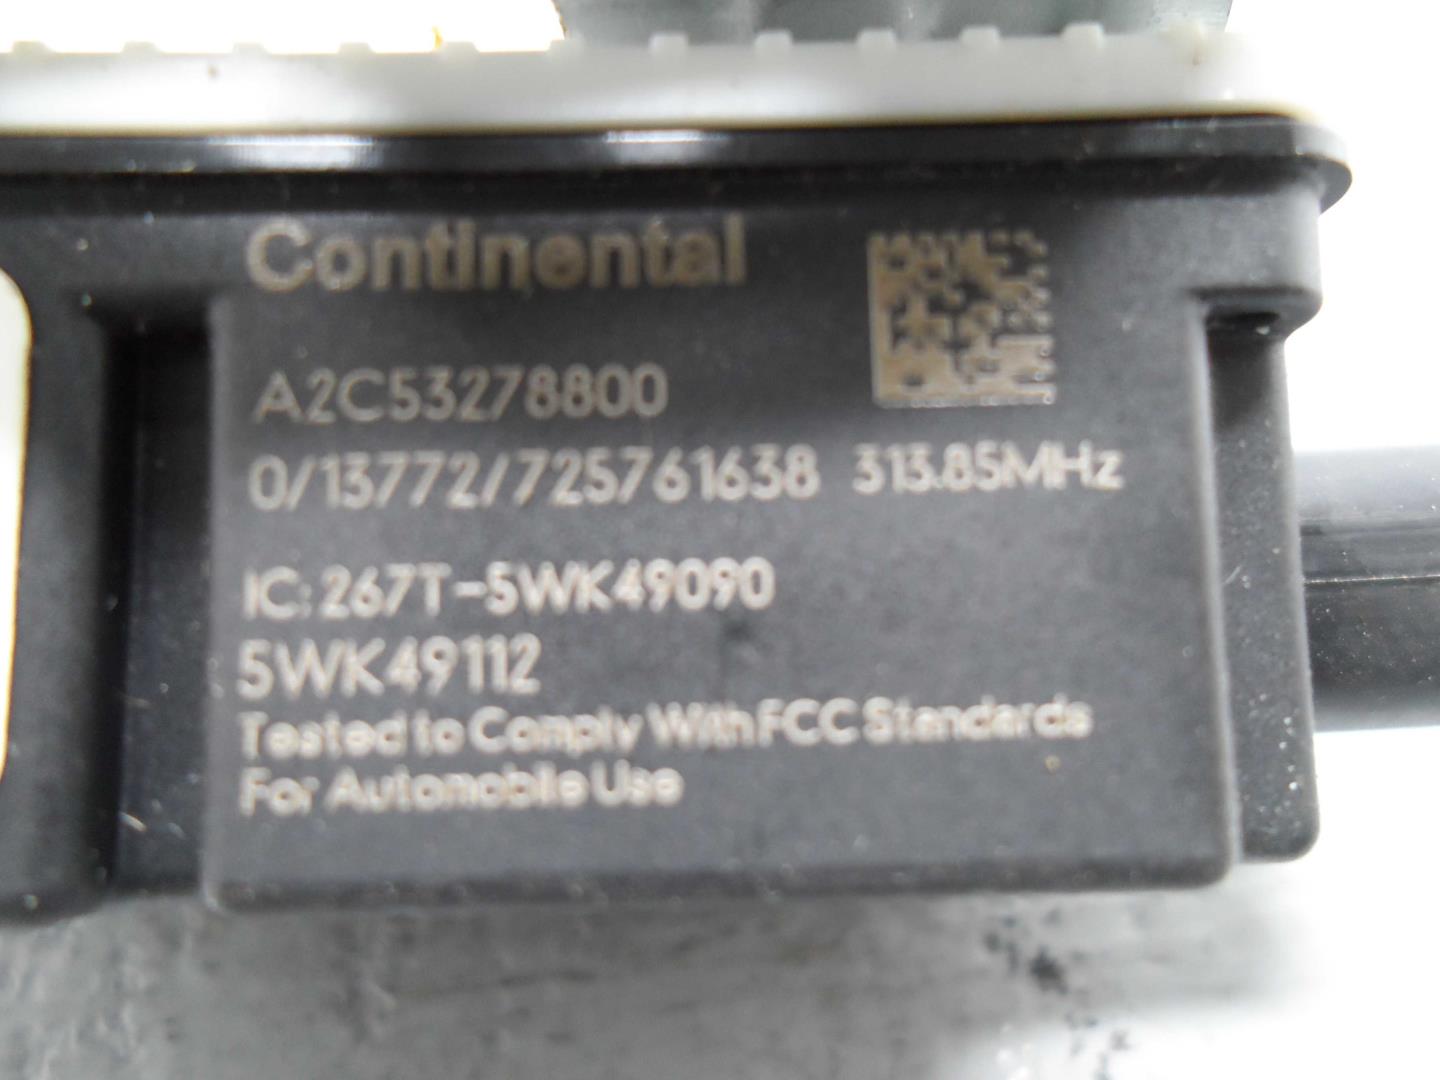 Continental
A2C53278800
0/13772/725761638 313.85MHz
IC: 267T-5WK49090
5WK49112
Tested to Comply With FCC Standards
For Automobile Use